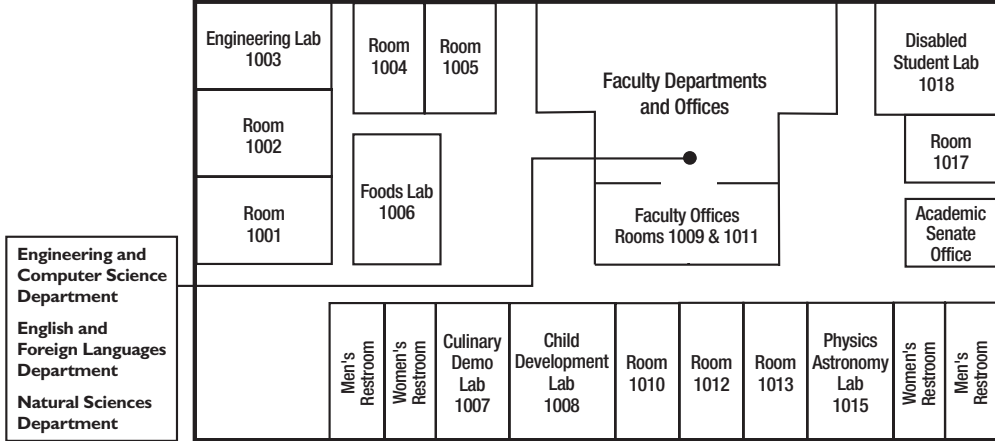 Engineering Lab
1003
Room
1004
Room
1005
Faculty Departments
and Offices
Disabled
Student Lab
1018
Room
1002
Room
1017
Foods Lab
1006
Room
1001
Faculty Offices
Rooms 1009 & 1011
Academic
Senate
Office
Engineering and
Computer Science
Department
English and
Foreign Languages
Department
Natural Sciences
Department
Men's
Restroom
Women's
Restroom
Culinary
Demo
Lab
1007
Child
Development
Lab
1008
Room
1010
Room
1012
Room
1013
Physics
Astronomy
Lab
1015
Women's
Restroom
Men's
Restroom